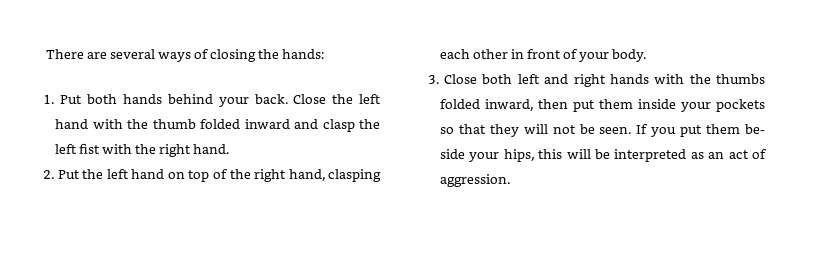 There are several ways of closing the hands:
1. Put both hands behind your back. Close the left
hand with the thumb folded inward and clasp the
left fist with the right hand.
2. Put the left hand on top of the right hand, clasping
each other in front of your body.
3. Close both left and right hands with the thumbs
folded inward, then put them inside your pockets
so that they will not be seen. If you put them be-
side your hips, this will be interpreted as an act of
aggression.